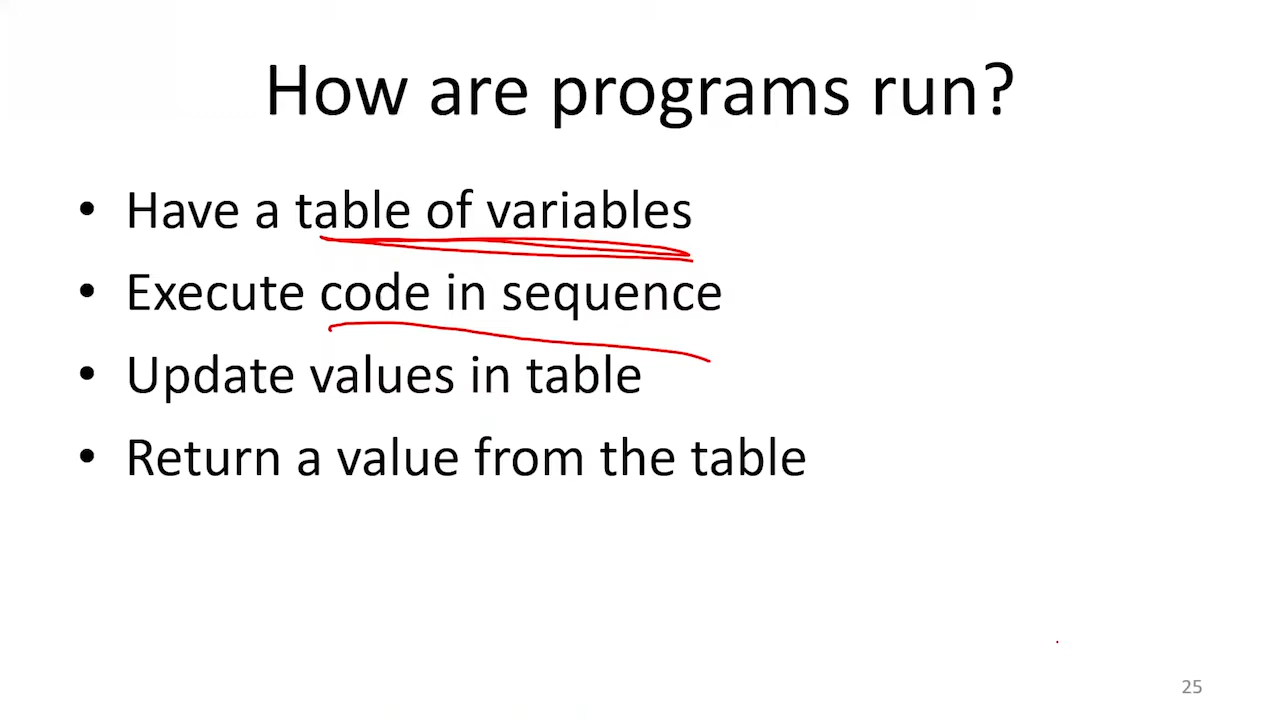 How are programs run?
• Have a table of variables
• Execute code in sequence
• Update values in table
• Return a value from the table
25